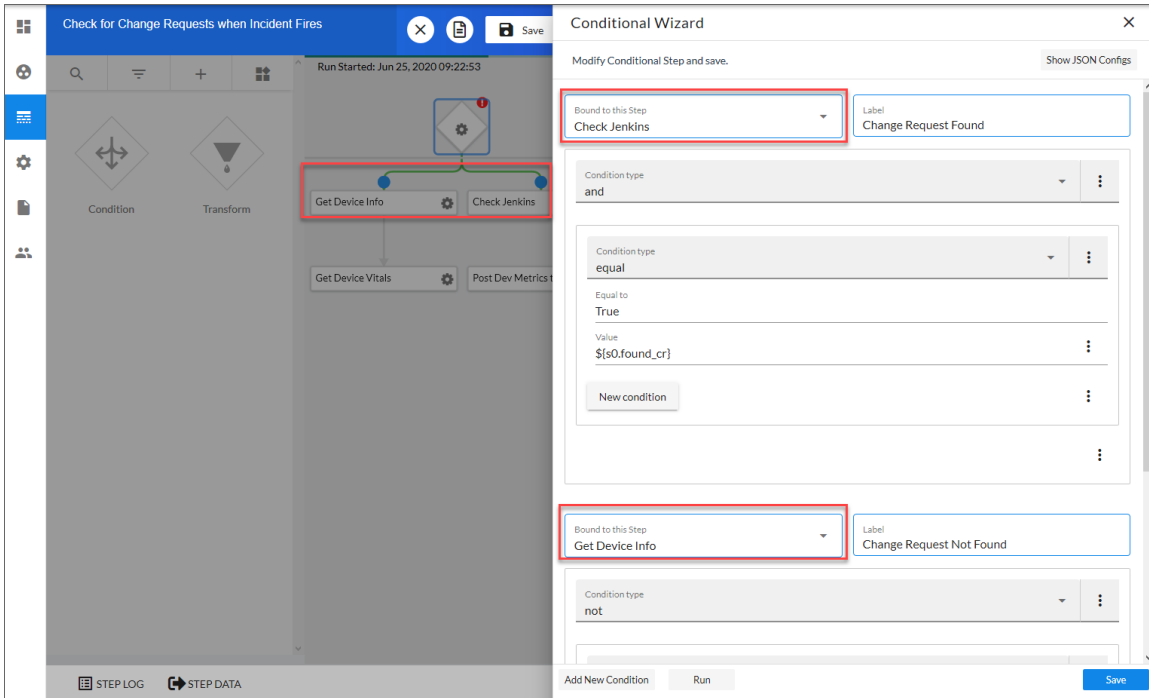 Check for Change Requests when Incident Fires
Save
Run Started: Jun 25, 2020 09:22:53
Condition
Transform
Get Device Info
Check Jenkins
Get Device Vitals
Post Dev Metrics t
STEP LOG
STEP DATA
Conditional Wizard
Modify Conditional Step and save.
Show JSON Configs
Bound to this Step
Check Jenkins
Label
Change Request Found
Condition type
and
Condition type
equal
Equal to
True
Value
${s0.found_cr}
New condition
Bound to this Step
Get Device Info
Label
Change Request Not Found
Condition type
not
Add New Condition
Run
Save